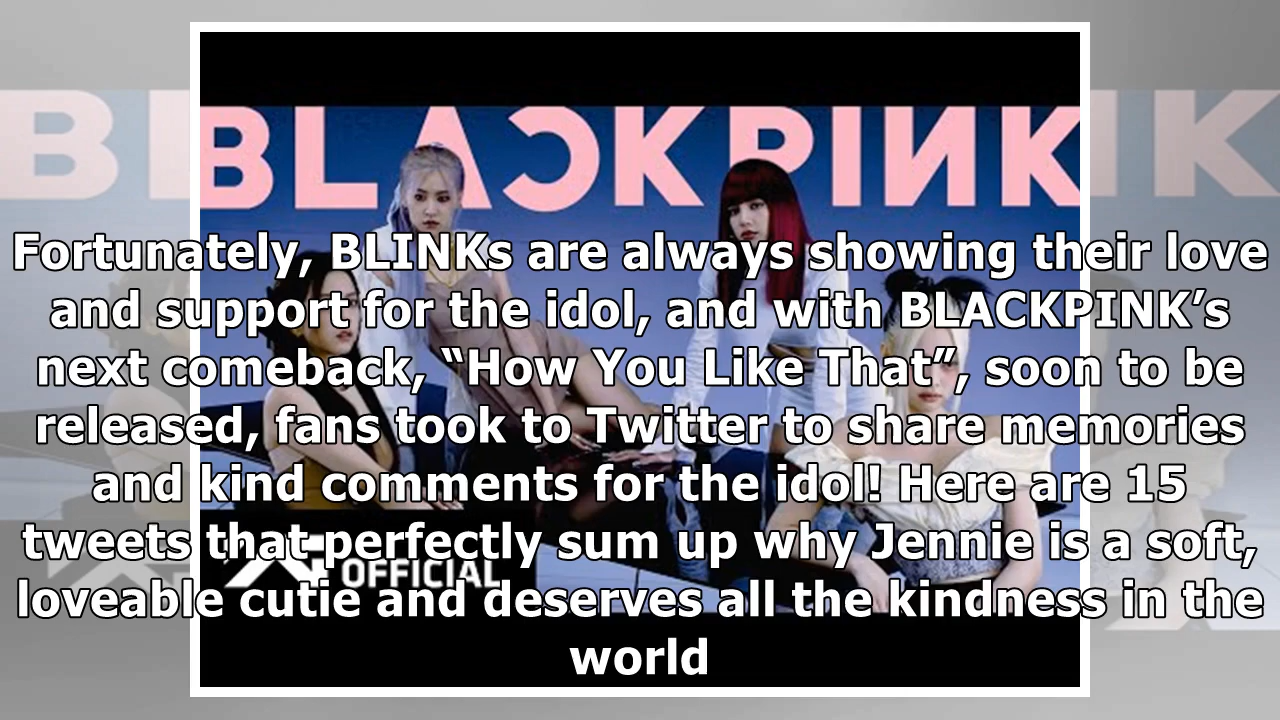 BLACKPINK
Fortunately, BLINKs are always showing their love
and support for the idol, and with BLACKPINK’s
next comeback, “How You Like That”, soon to be
released, fans took to Twitter to share memories
and kind comments for the idol! Here are 15
tweets that perfectly sum up why Jennie is a soft,
YG OFFICIAL
loveable cutie and deserves all the kindness in the
world